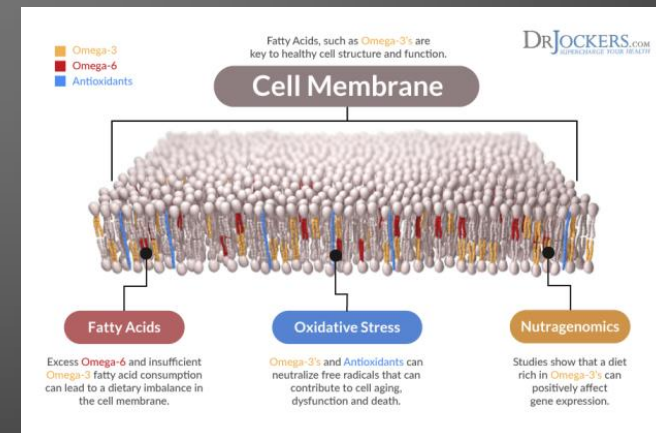 Omega-3
Omega-6
Antioxidants
Fatty Acids, such as Omega-3's are
key to healthy cell structure and function.
DRJOCKERS.COM
SUPERCHARGE YOUR HEALTH
Cell Membrane
Fatty Acids
Excess Omega-6 and insufficient
Omega-3 fatty acid consumption
can lead to a dietary imbalance in
the cell membrane.
Oxidative Stress
Omega-3's and Antioxidants can
neutralize free radicals that can
contribute to cell aging,
dysfunction and death.
Nutragenomics
Studies show that a diet
rich in Omega-3's can
positively affect
gene expression.